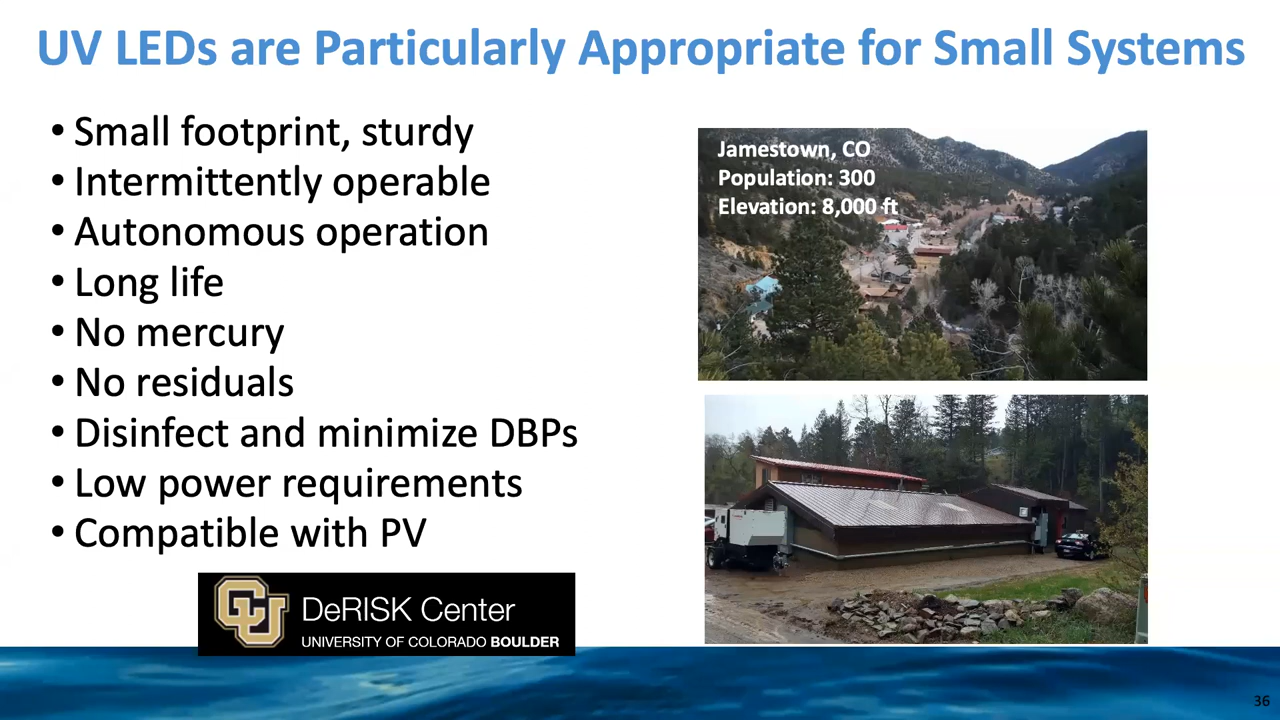 UV LEDs are Particularly Appropriate for Small Systems
• Small footprint, sturdy
• Intermittently operable
• Autonomous operation
• Long life
• No mercury
• No residuals
• Disinfect and minimize DBPs
• Low power requirements
• Compatible with PV
Jamestown, CO
Population: 300
Elevation: 8,000 ft
CU
DeRISK Center
UNIVERSITY OF COLORADO BOULDER
36